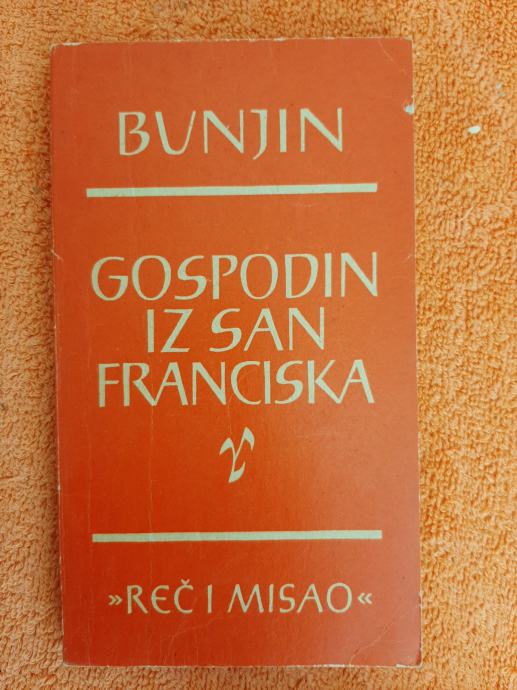 BUNJIN
GOSPODIN
IZ SAN
FRANCISKA
»REČ I MISAO«